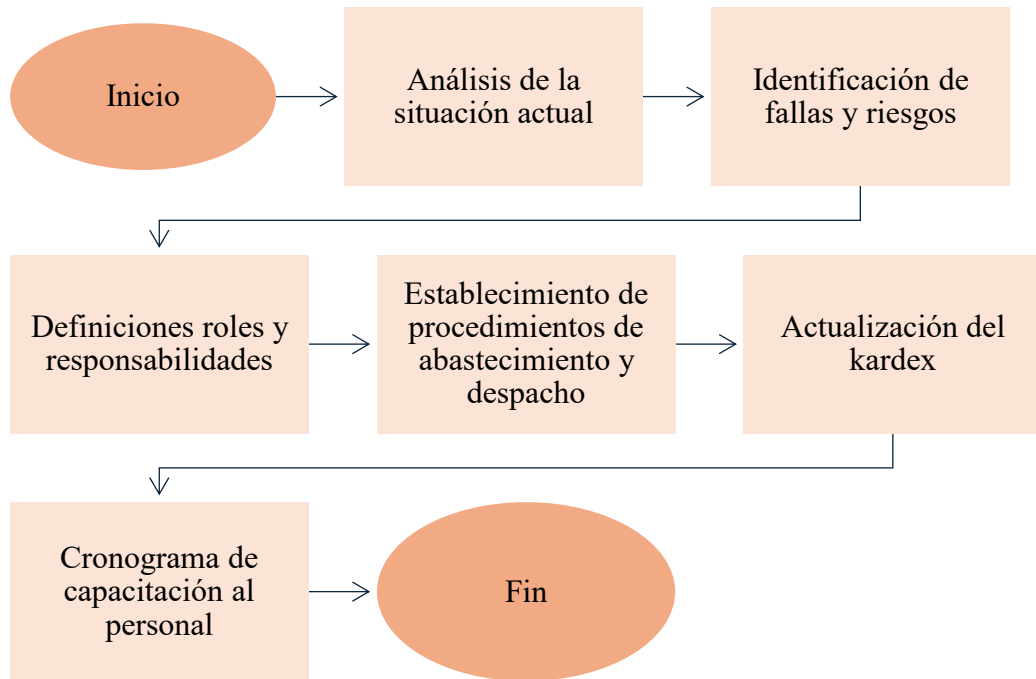 Inicio
Análisis de la
situación actual
Identificación de
fallas y riesgos
Definiciones roles y
responsabilidades
Establecimiento de
procedimientos de
abastecimiento y
despacho
Actualización del
kardex
Cronograma de
capacitación al
personal
Fin